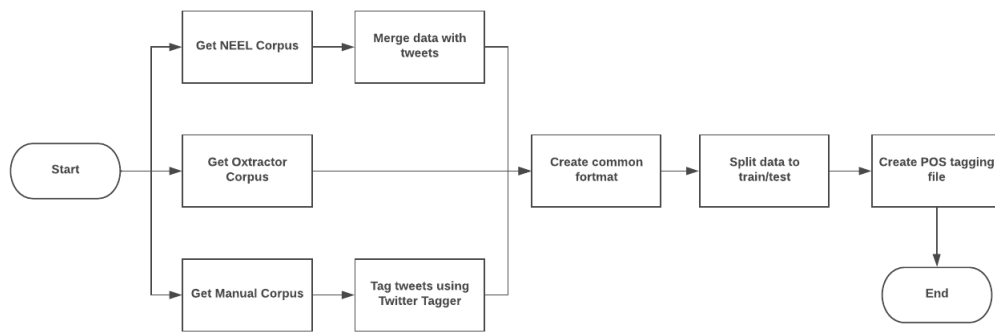 Get NEEL Corpus
Merge data with
tweets
Start
Get Oxtractor
Corpus
Create common
fortmat
Split data to
train/test
Create POS tagging
file
Get Manual Corpus
Tag tweets using
Twitter Tagger
End